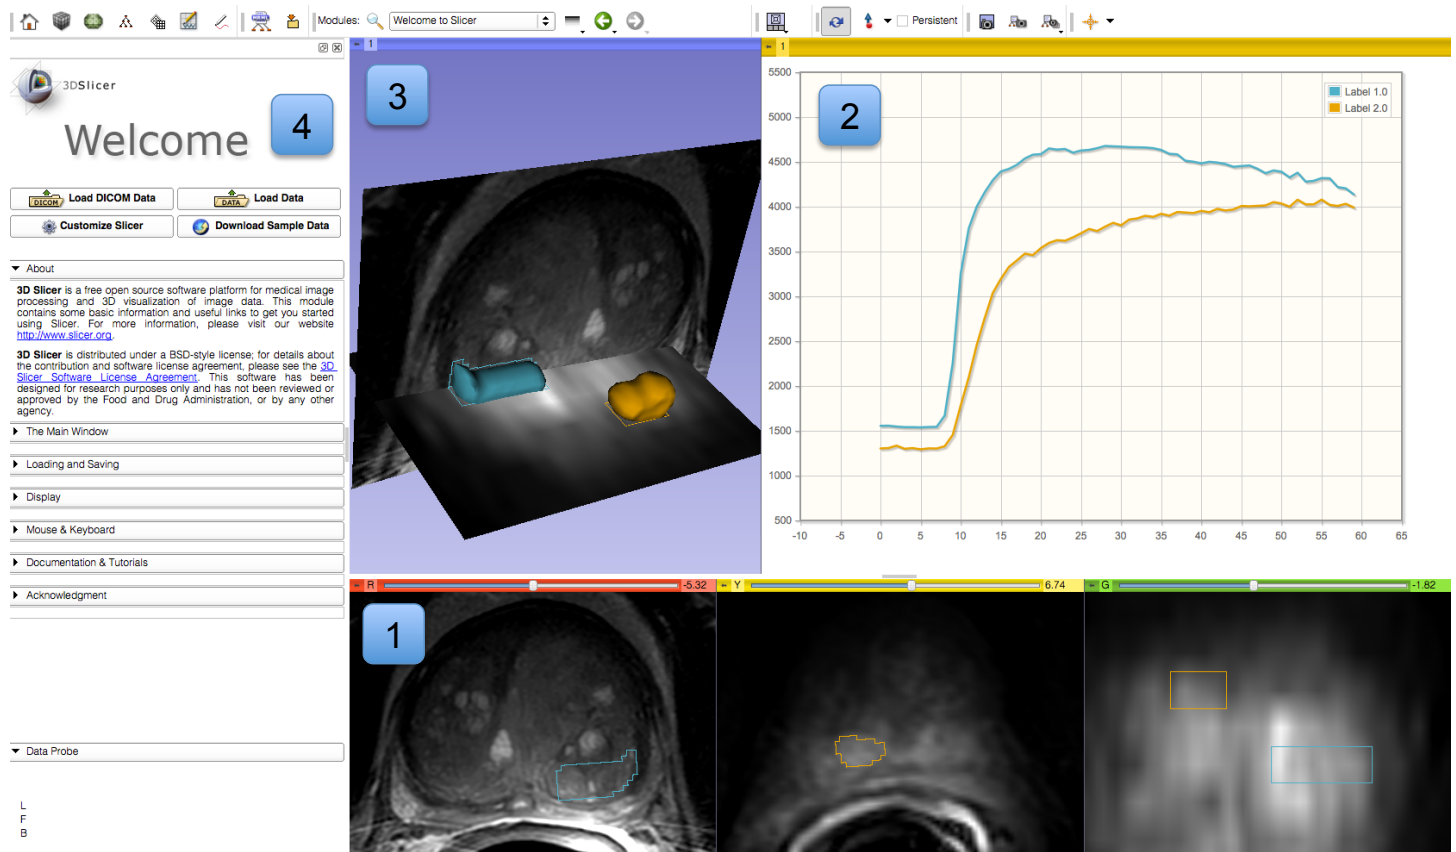 Modules:
Welcome to Slicer
Persistent
3DSlicer
4
Welcome
Load DICOM Data
DICOM
Load Data
DATA
Customize Slicer
Download Sample Data
About
3D Slicer is a free open source software platform for medical image
processing and 3D visualization of image data. This module
contains some basic information and useful links to get you started
using Slicer. For more information, please visit our website
http://www.slicer.org.
3D Slicer is distributed under a BSD-style license; for details about
the contribution and software license agreement, please see the 3D
Slicer Software License Agreement. This software has been
designed for research purposes only and has not been reviewed or
approved by the Food and Drug Administration, or by any other
agency.
The Main Window
Loading and Saving
Display
Mouse & Keyboard
Documentation & Tutorials
Acknowledgment
Data Probe
L
F
B
1
3
1
2
Label 1.0
Label 2.0
5500
5000
4500
4000
3500
3000
2500
2000
1500
1000
500
-10 -5 0 5 10 15 20 25 30 35 40 45 50 55 60 65
R -5.32
Y 6.74
G -1.82
1